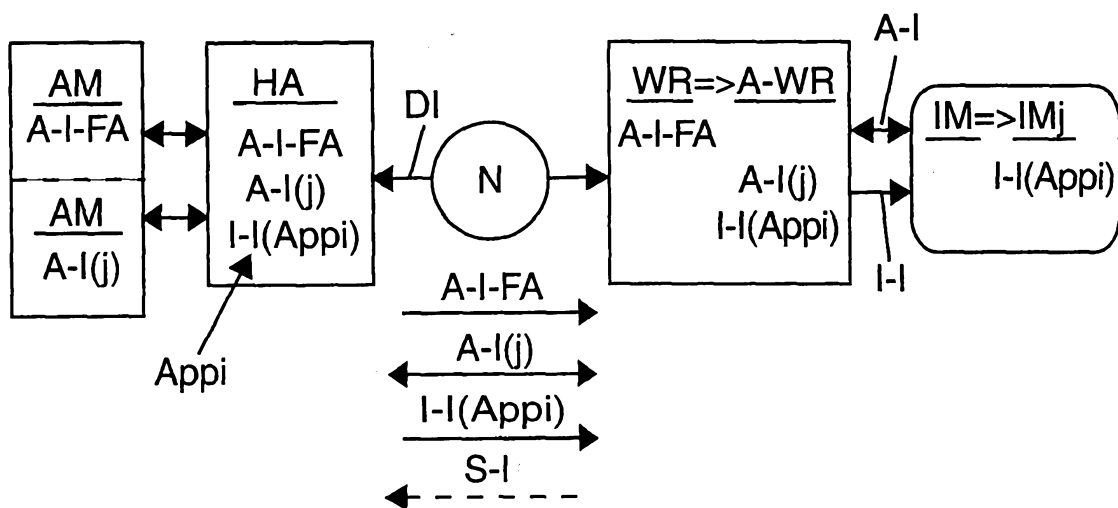 AM
A-I-FA
AM
A-I(j)
HA
A-I-FA
A-I(j)
I-I(Appi)
Appi
DI
N
WR=>A-WR
A-I-FA
A-I(j)
I-I(Appi)
A-I
I-I
IM=>IMj
I-I(Appi)
A-I-FA
A-I(j)
I-I(Appi)
S-I